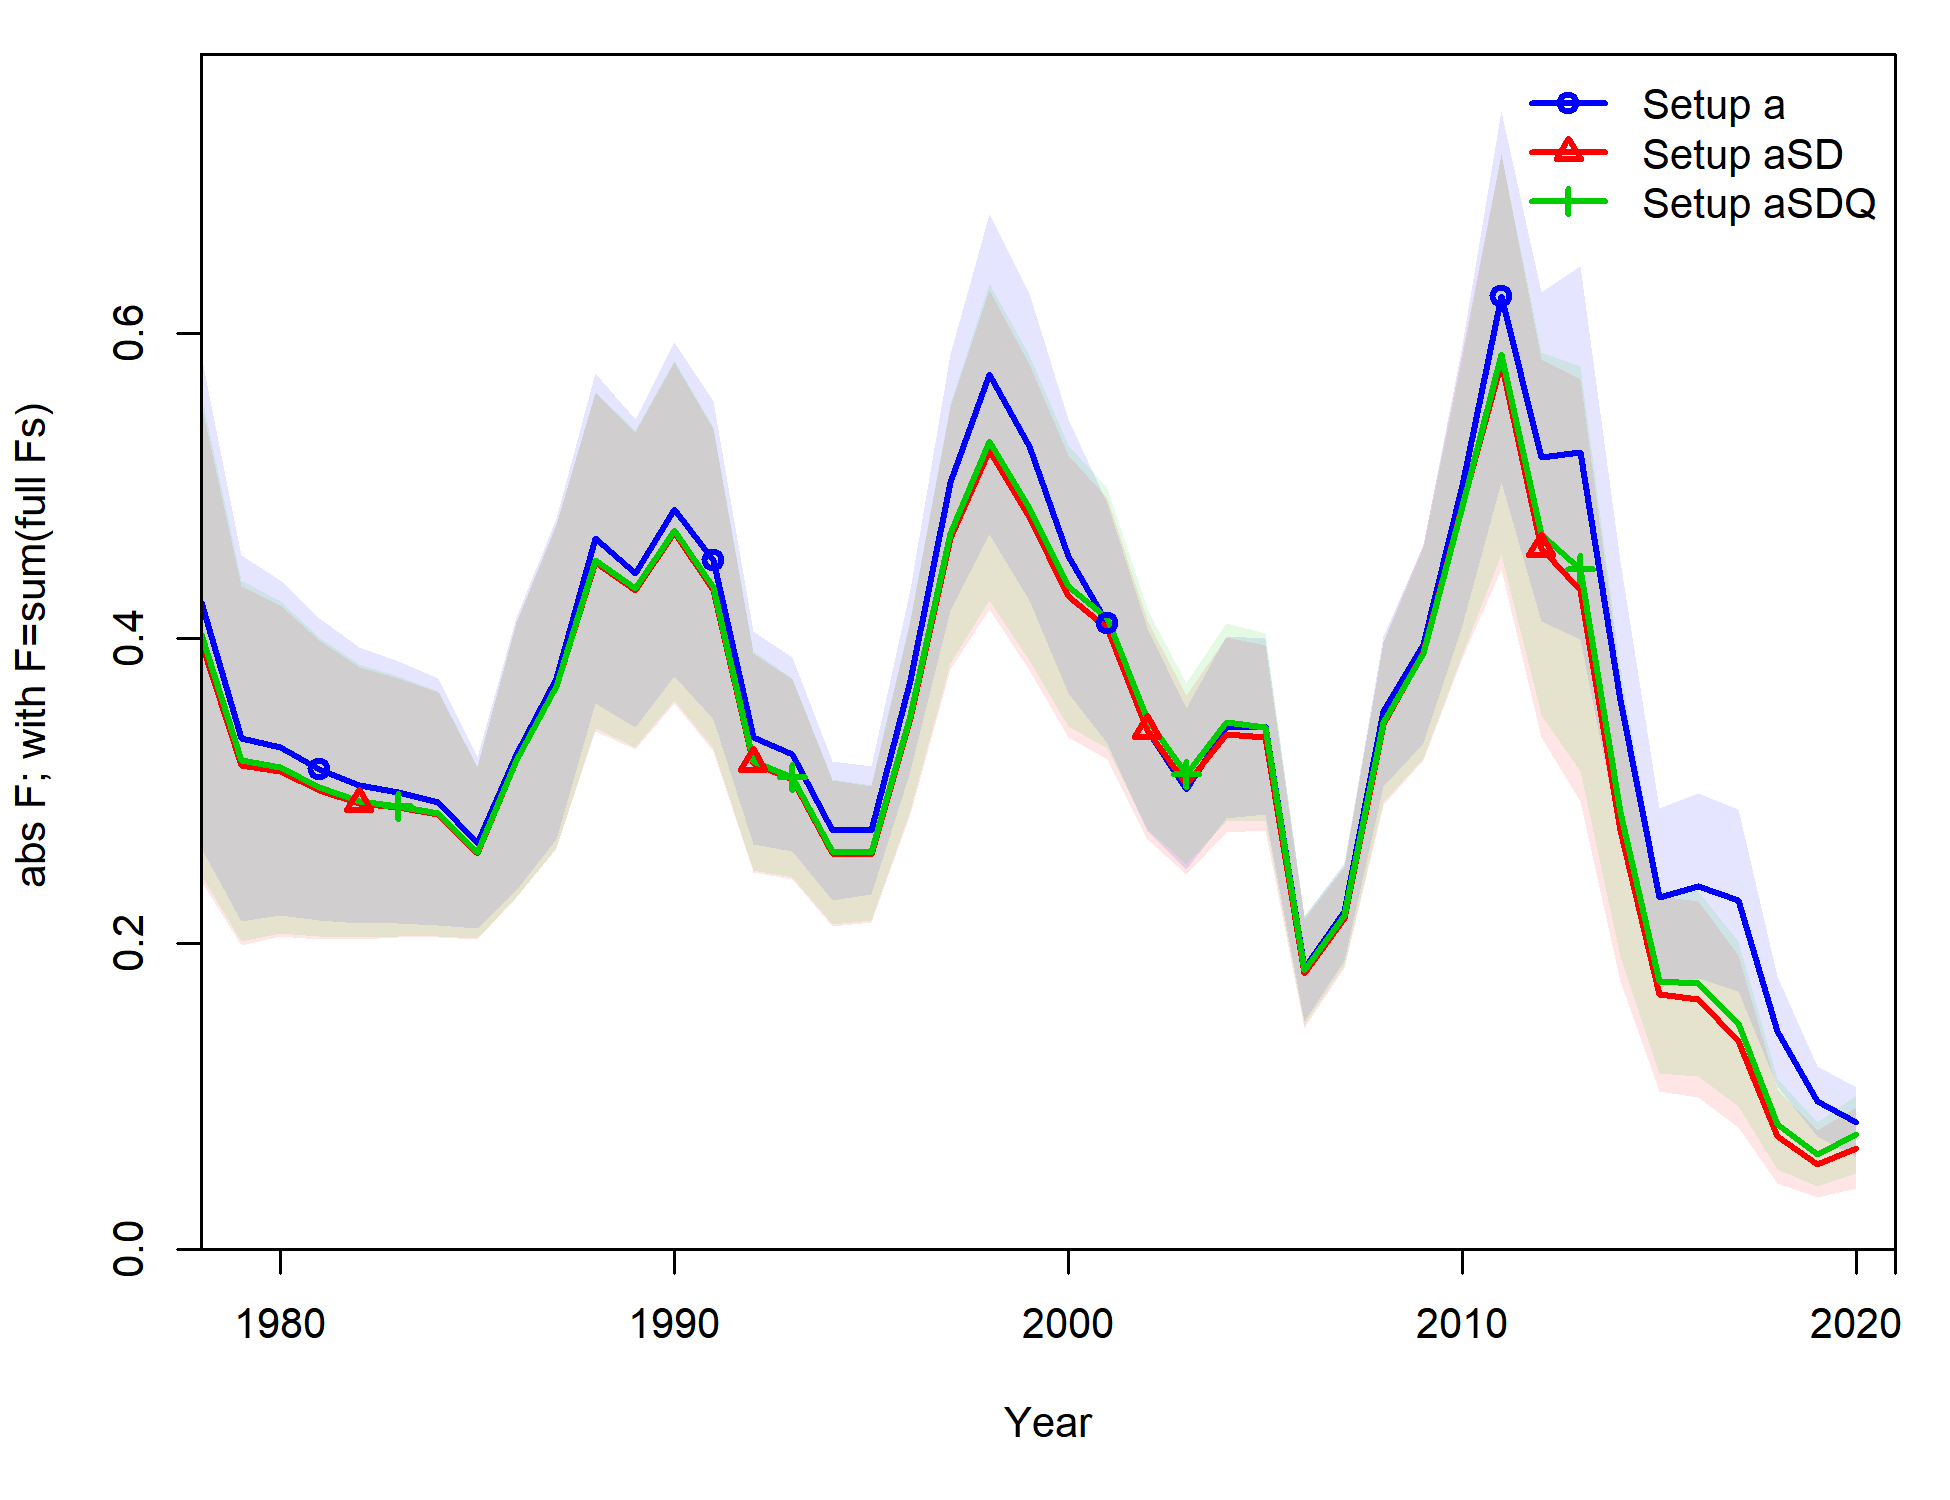 Setup a
Setup aSD
Setup aSDQ
abs F; with F=sum(full Fs)
0.6
0.4
0.2
0.0
1980 1990 2000 2010 2020
Year